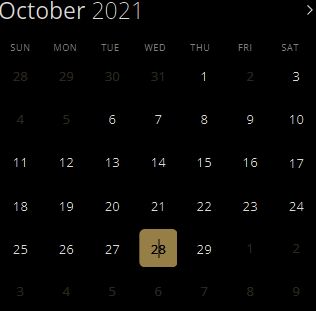 October 2021
SUN MON TUE WED THU FRI SAT
28 29 30 31 1 2 3
4 5 6 7 8 9 10
11 12 13 14 15 16 17
18 19 20 21 22 23 24
25 26 27 28 29 1 2
3 4 5 6 7 8 9